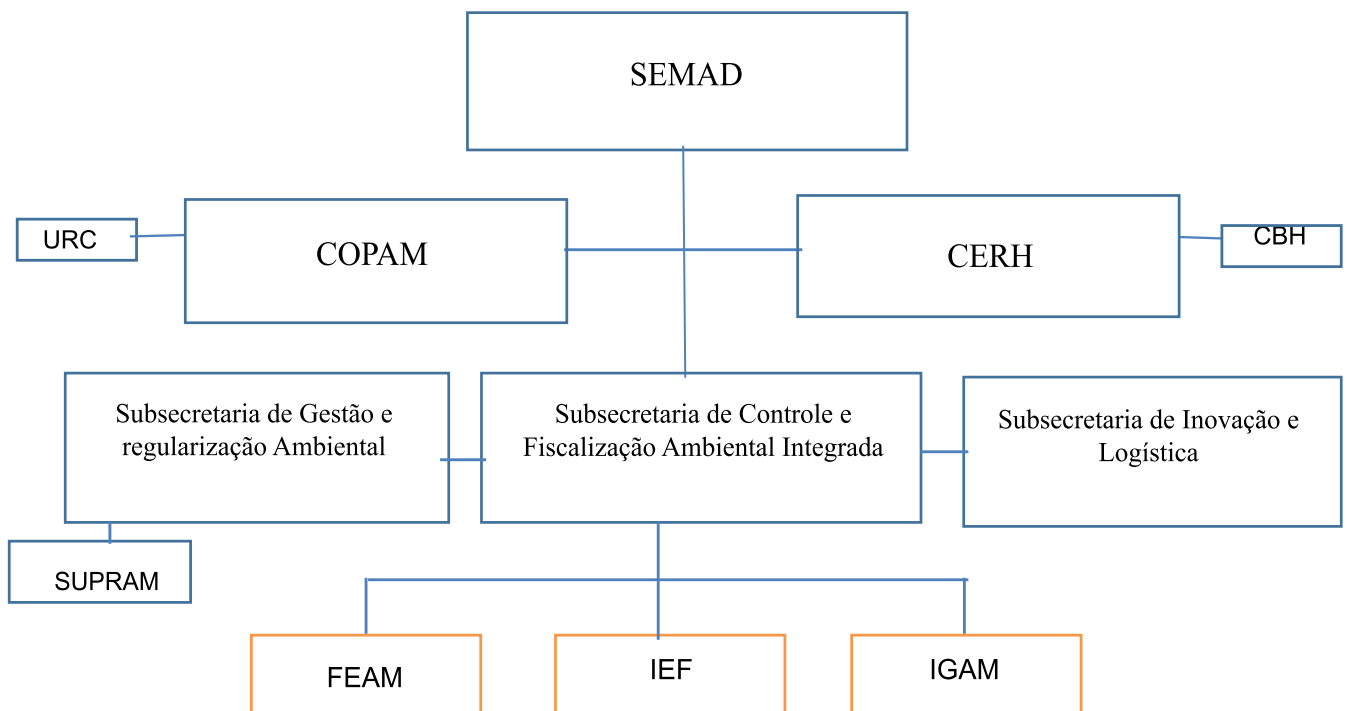 SEMAD
URC
COPAM
CERH
CBH
Subsecretaria de Gestão e
regularização Ambiental
Subsecretaria de Controle e
Fiscalização Ambiental Integrada
Subsecretaria de Inovação e
Logística
SUPRAM
FEAM
IEF
IGAM